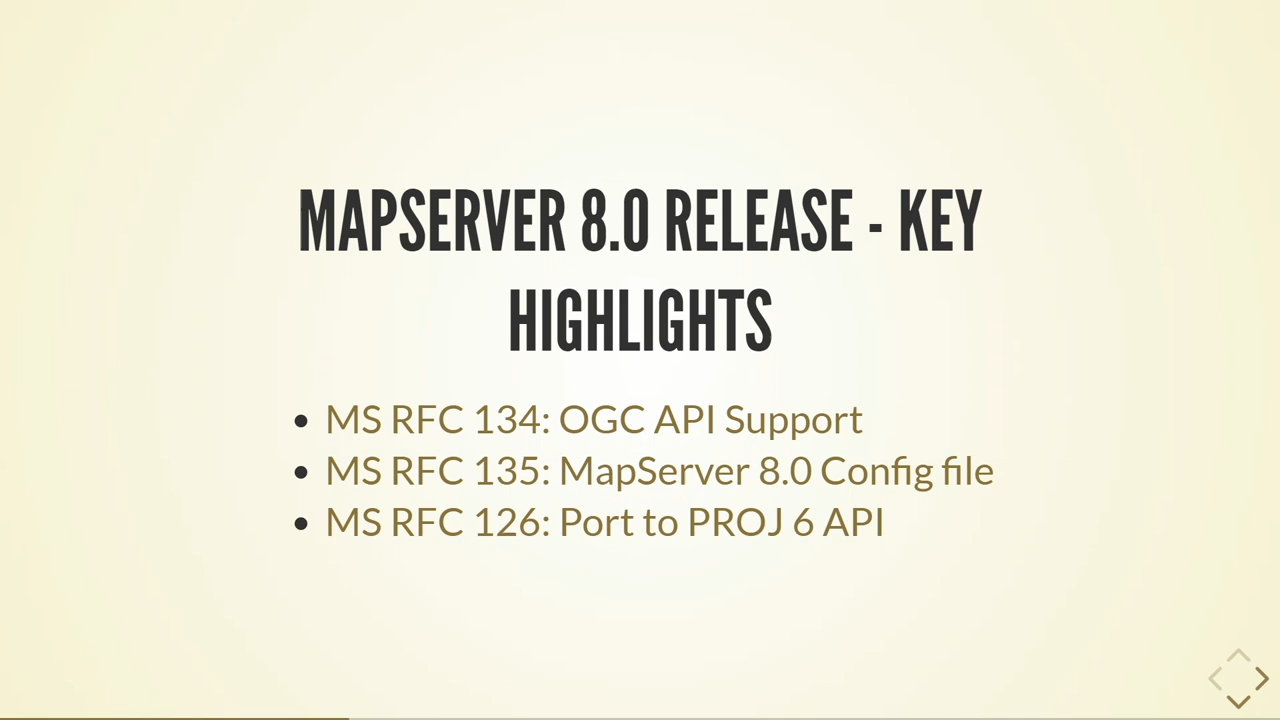 MAPSERVER 8.0 RELEASE - KEY
HIGHLIGHTS
• MS RFC 134: OGC API Support
• MS RFC 135: MapServer 8.0 Config file
• MS RFC 126: Port to PROJ 6 API